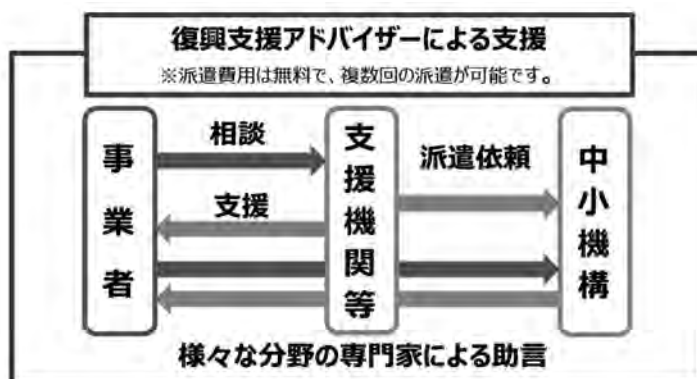 復興支援アドバイザーによる支援
※派遣費用は無料で、複数回の派遣が可能です。
事業者
相談
支援
支援機関等
派遣依頼
中小機構
様々な分野の専門家による助言